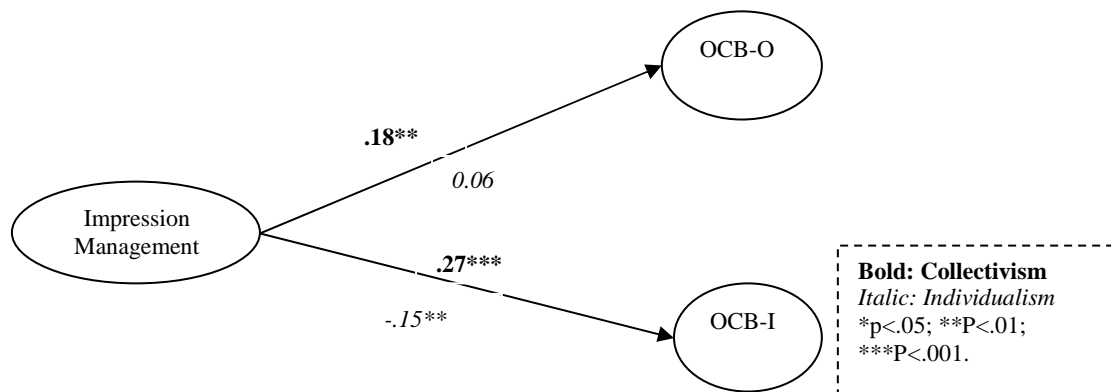 OCB-O
.18**
0.06
Impression
Management
.27***
-.15**
OCB-I
Bold: Collectivism
Italic: Individualism
*p<.05; **P<.01;
***P<.001.